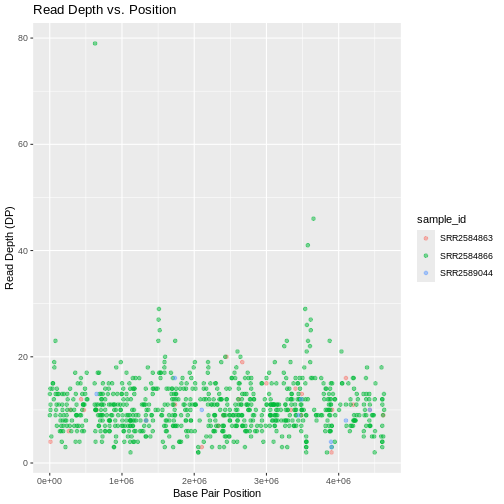 Read Depth vs. Position
80
60
40
20
0
Read Depth (DP)
0e+00 1e+06 2e+06 3e+06 4e+06
Base Pair Position
sample_id
SRR2584863
SRR2584866
SRR2589044